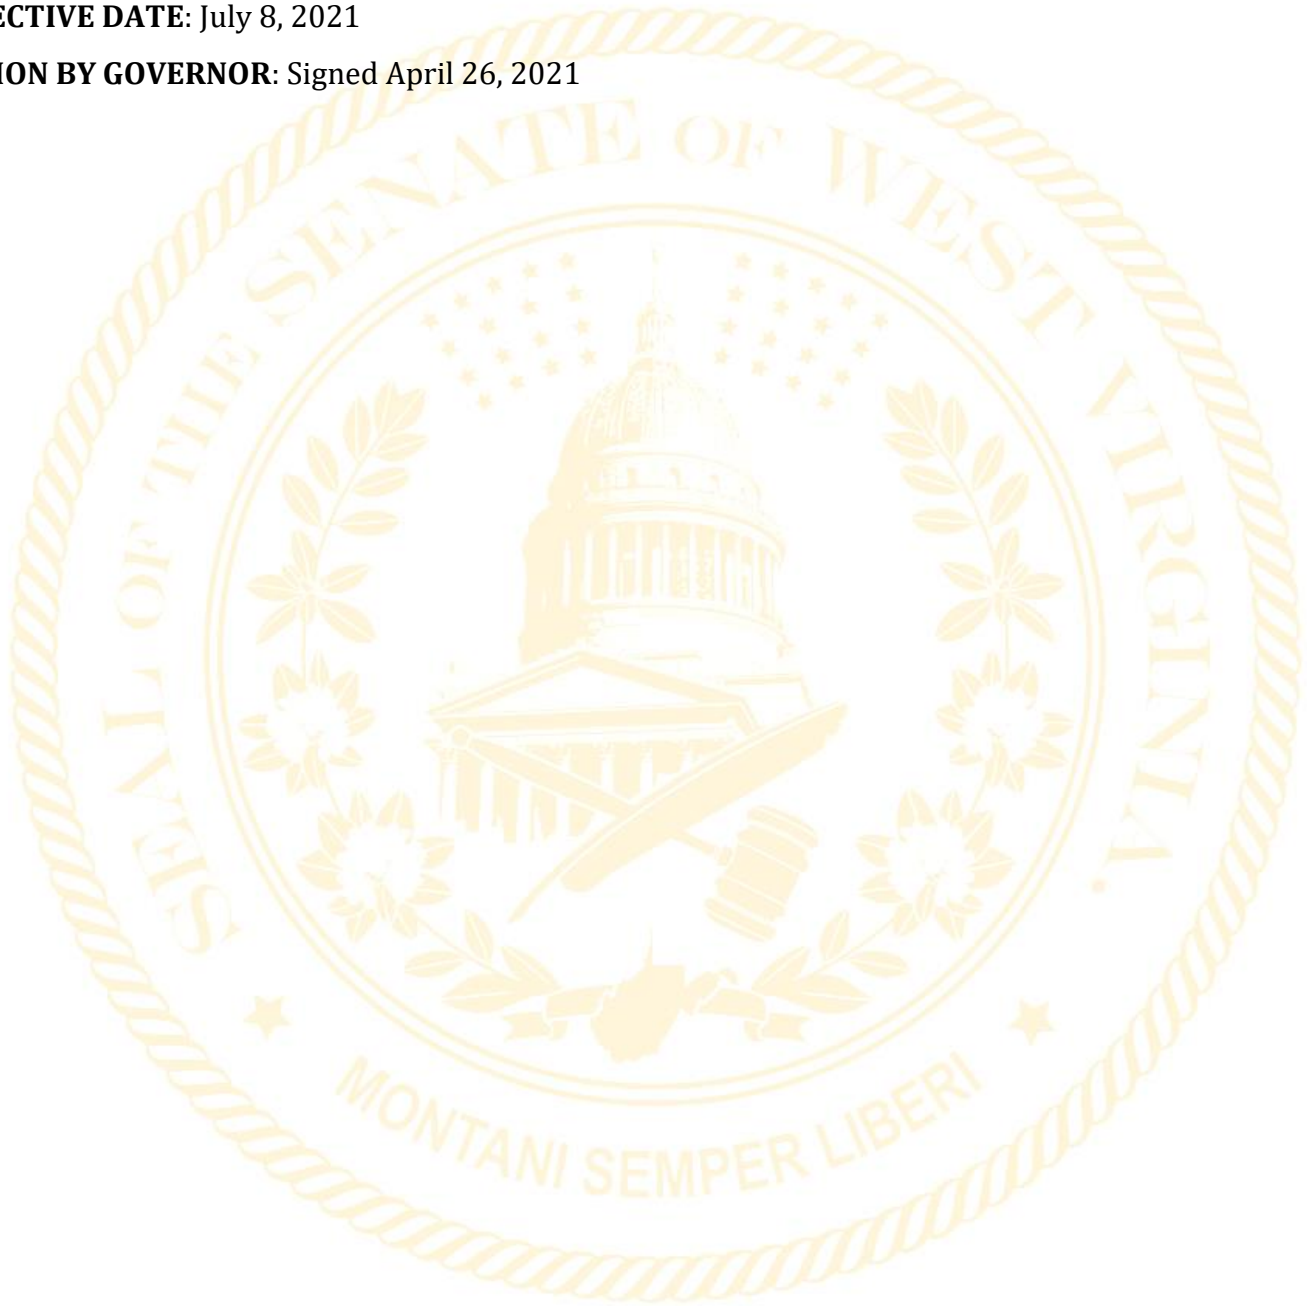 ECTIVE DATE: July 8, 2021
ION BY GOVERNOR: Signed April 26, 2021
SEAL OF THE SENATE OF WEST VIRGINIA.
MONTANI SEMPER LIBERI